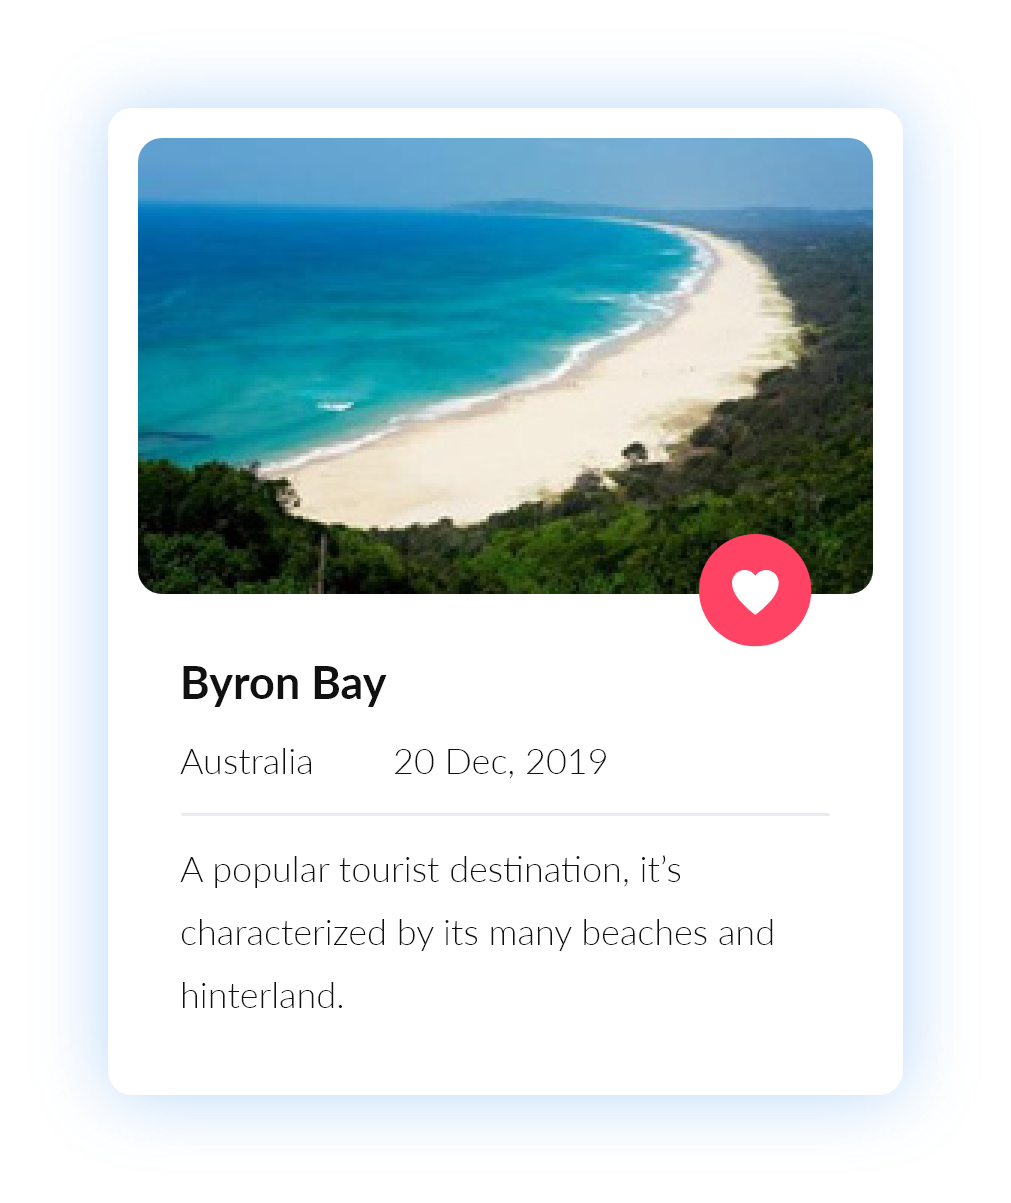 Byron Bay
Australia 20 Dec, 2019
A popular tourist destination, it’s
characterized by its many beaches and
hinterland.